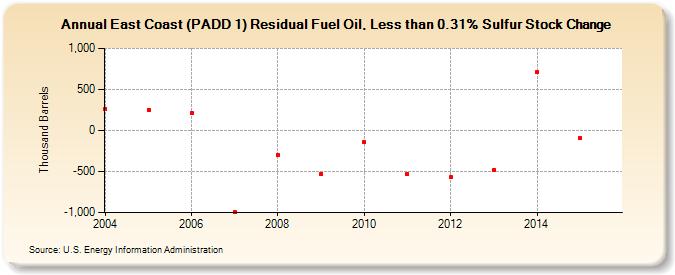 Annual East Coast (PADD 1) Residual Fuel Oil, Less than 0.31% Sulfur Stock Change
Thousand Barrels
1,000
500
0
-500
-1,000
2004 2006 2008 2010 2012 2014
Source: U.S. Energy Information Administration